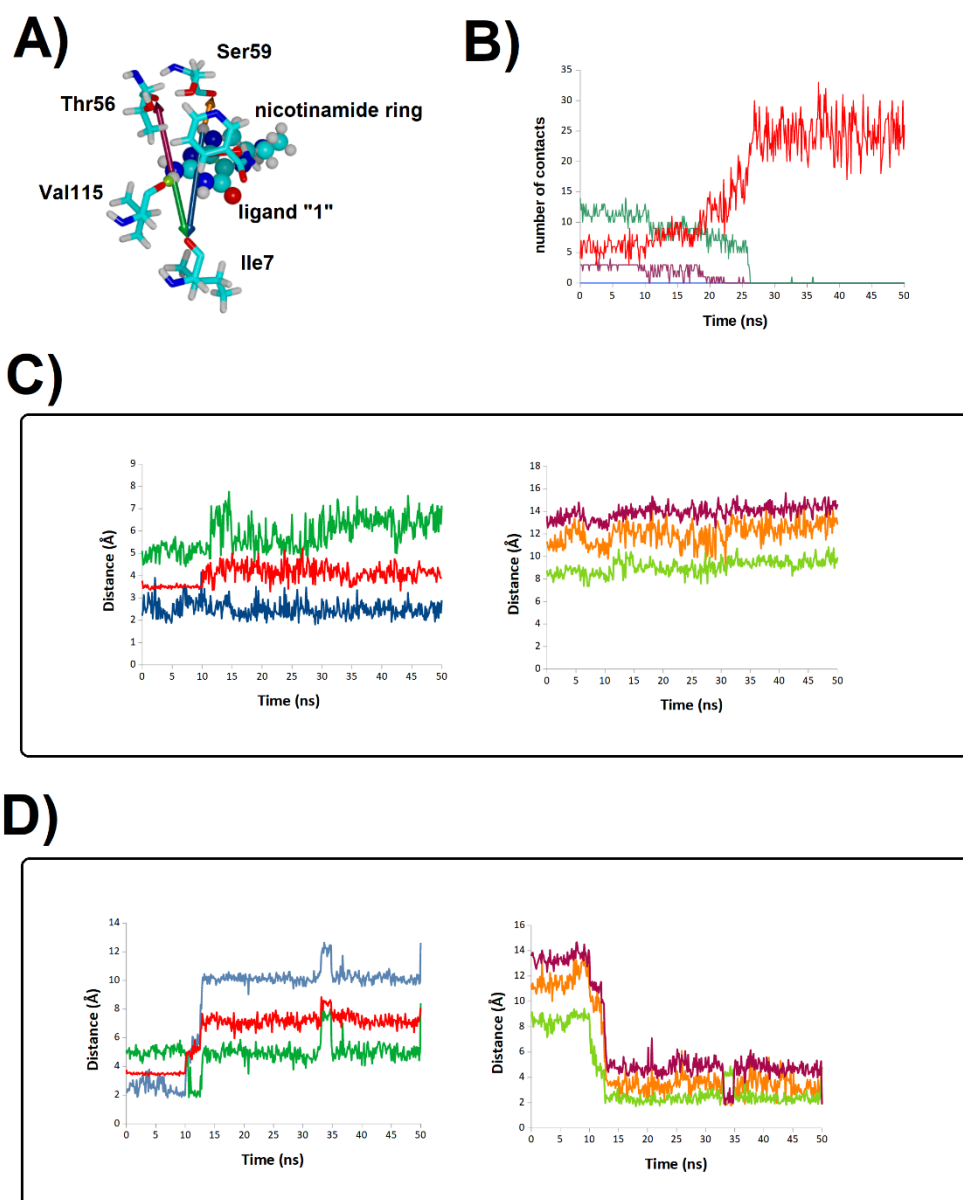 A)
Ser59
Thr56
nicotinamide ring
Val115
ligand "1"
Ile7
B)
number of contacts
35
30
25
20
15
10
5
0
0 5 10 15 20 25 30 35 40 45 50
Time (ns)
C)
Distance (Å)
9
8
7
6
5
4
3
2
1
0
0 5 10 15 20 25 30 35 40 45 50
Time (ns)
Distance (Å)
18
16
14
12
10
8
6
4
2
0
0 5 10 15 20 25 30 35 40 45 50
Time (ns)
D)
Distance (Å)
14
12
10
8
6
4
2
0
0 5 10 15 20 25 30 35 40 45 50
Time (ns)
Distance (Å)
16
14
12
10
8
6
4
2
0
0 5 10 15 20 25 30 35 40 45 50
Time (ns)